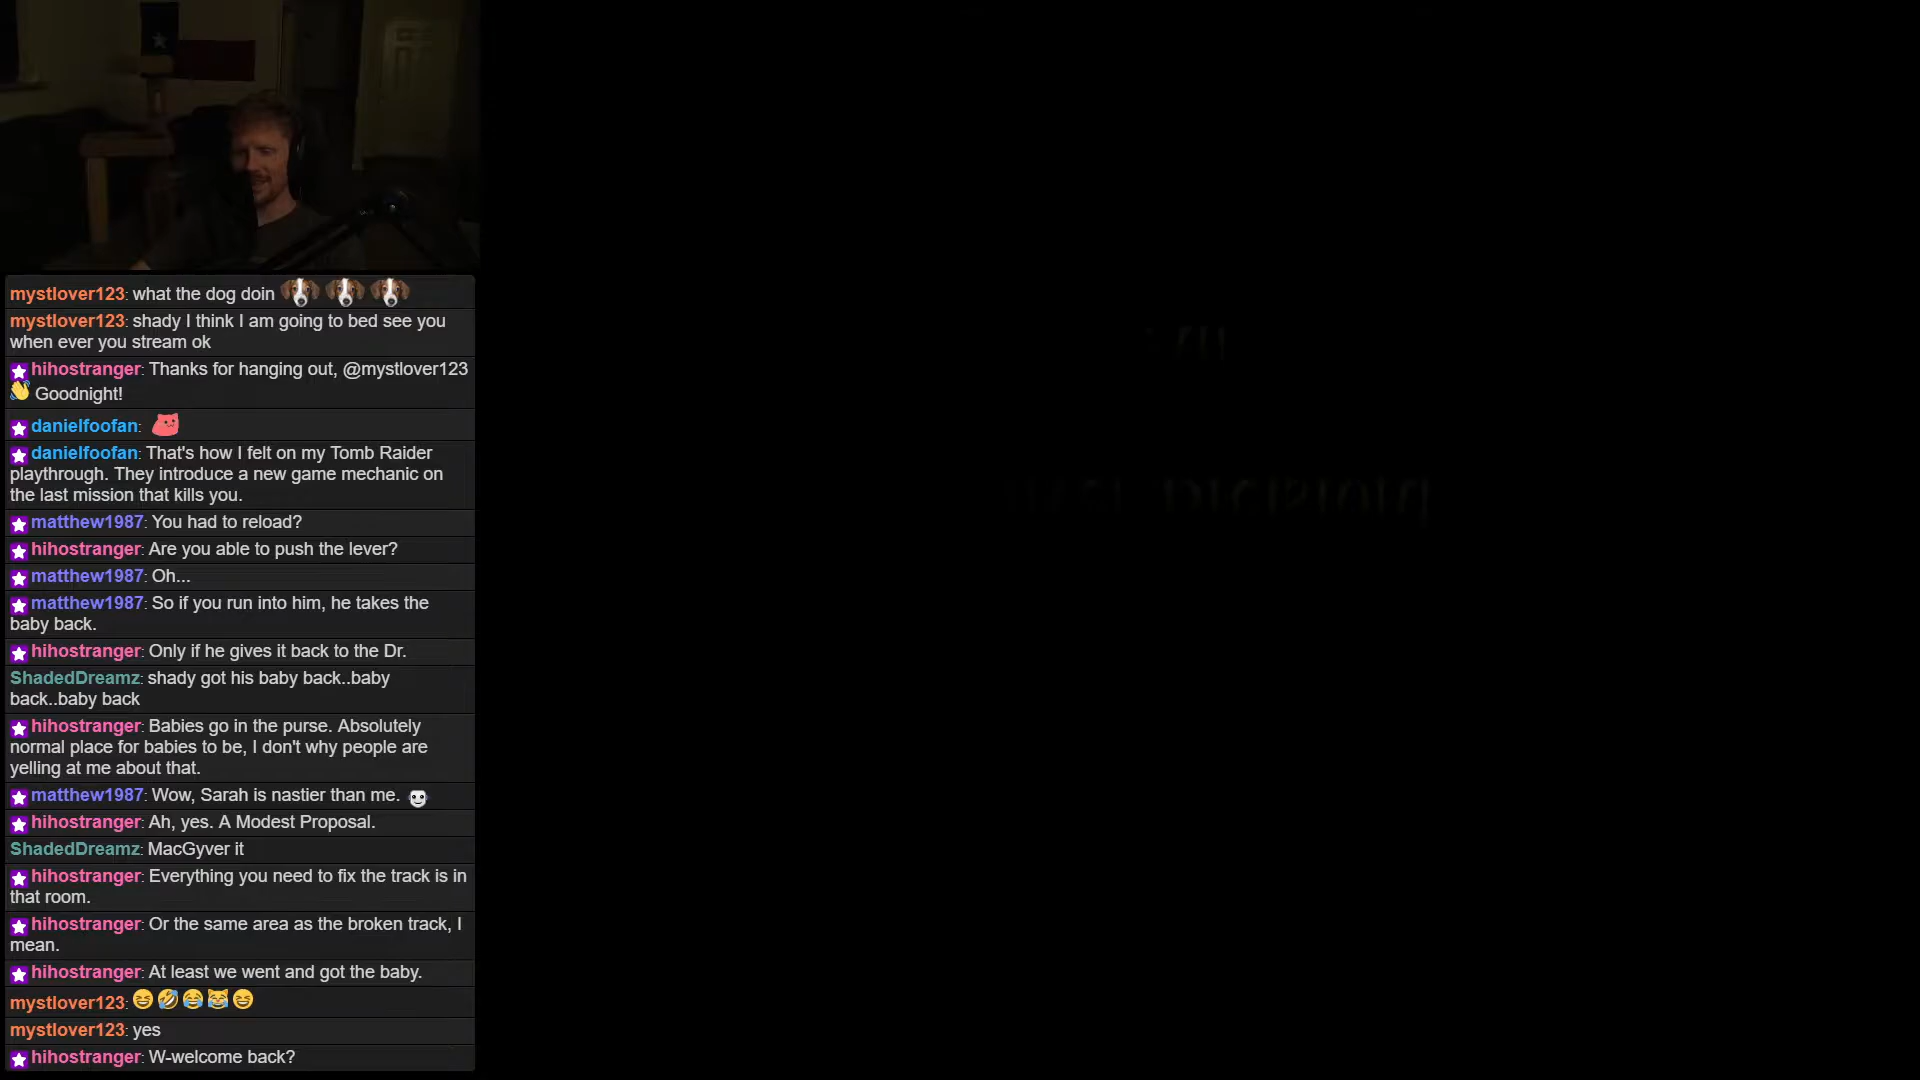 mystlover123: what the dog doin
mystlover123: shady I think I am going to bed see you
when ever you stream ok
hihostranger: Thanks for hanging out, @mystlover123
👋 Goodnight!
danielfoofan:
danielfoofan: That's how I felt on my Tomb Raider
playthrough. They introduce a new game mechanic on
the last mission that kills you.
matthew1987: You had to reload?
hihostranger: Are you able to push the lever?
matthew1987: Oh...
matthew1987: So if you run into him, he takes the
baby back.
hihostranger: Only if he gives it back to the Dr.
ShadedDreamz: shady got his baby back..baby
back..baby back
hihostranger: Babies go in the purse. Absolutely
normal place for babies to be, I don't why people are
yelling at me about that.
matthew1987: Wow, Sarah is nastier than me.
hihostranger: Ah, yes. A Modest Proposal.
ShadedDreamz: MacGyver it
hihostranger: Everything you need to fix the track is in
that room.
hihostranger: Or the same area as the broken track, I
mean.
hihostranger: At least we went and got the baby.
mystlover123: 😆🤣😂😹😆
mystlover123: yes
hihostranger: W-welcome back?